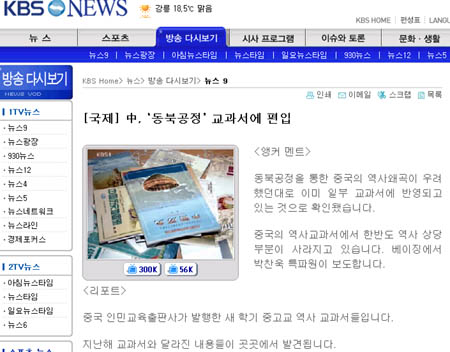 KBS NEWS
강릉 18.5℃ 맑음
KBS HOME | 편성표 | LANGU
뉴스 스포츠 방송 다시보기 시사 프로그램 이슈와 토론 문화·생활
뉴스9 | 뉴스광장 | 아침뉴스타임 | 뉴스타임 | 일요뉴스타임 | 930뉴스 | 뉴스12 | 뉴스5
방송 다시보기
NEWS VOD
KBS Home> 뉴스> 방송 다시보기> 뉴스 9
인쇄 이메일 스크랩 목록
1TV뉴스
뉴스9
뉴스광장
930뉴스
뉴스12
뉴스4
뉴스5
뉴스네트워크
뉴스라인
경제포커스
2TV뉴스
아침뉴스타임
뉴스타임
일요뉴스타임
뉴스6
[국제] 中, ‘동북공정’ 교과서에 편입
KBS
300K 56K
<앵커 멘트>
동북공정을 통한 중국의 역사왜곡이 우려
했던대로 이미 일부 교과서에 반영되고
있는 것으로 확인됐습니다.
중국의 역사교과서에서 한반도 역사 상당
부분이 사라지고 있습니다. 베이징에서
박찬욱 특파원이 보도합니다.
<리포트>
중국 인민교육출판사가 발행한 새 학기 중고교 역사 교과서들입니다.
지난해 교과서와 달라진 내용들이 곳곳에서 발견됩니다.